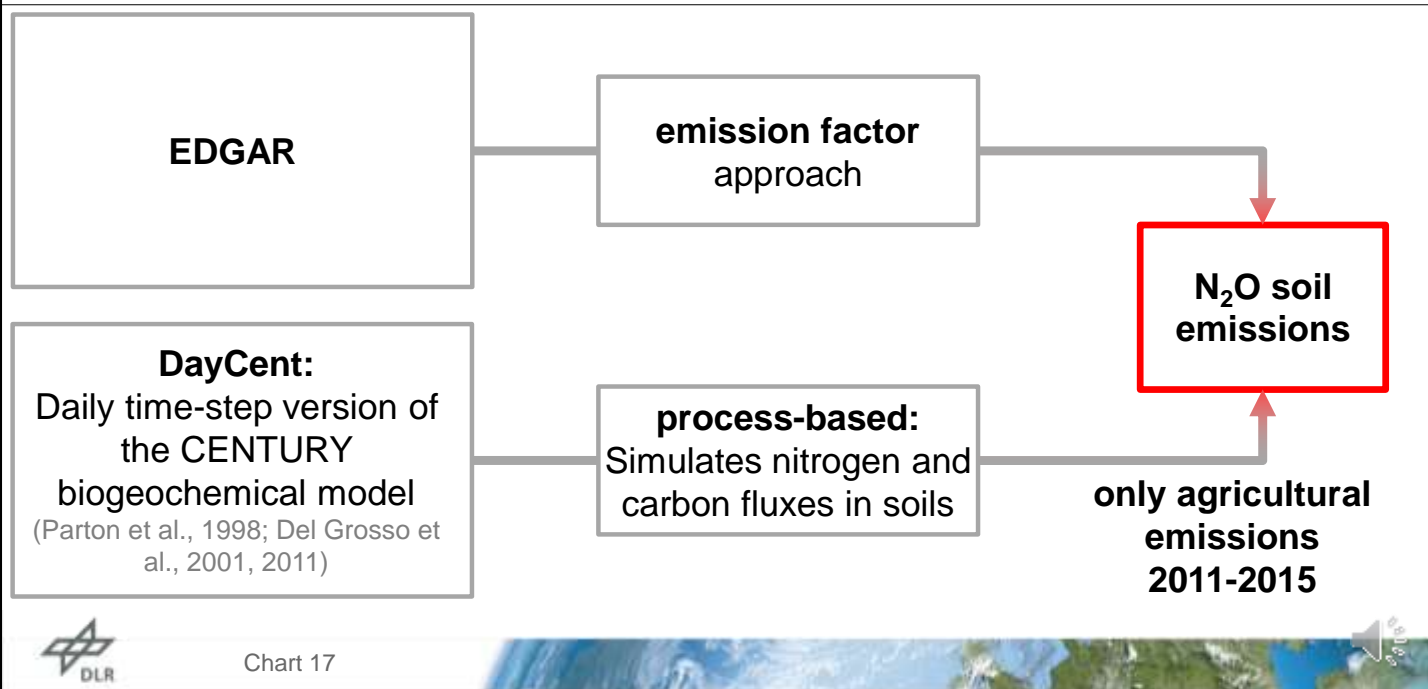 EDGAR
emission factor
approach
N₂O soil
emissions
DayCent:
Daily time-step version of
the CENTURY
biogeochemical model
(Parton et al., 1998; Del Grosso et
al., 2001, 2011)
process-based:
Simulates nitrogen and
carbon fluxes in soils
only agricultural
emissions
2011-2015
DLR
Chart 17